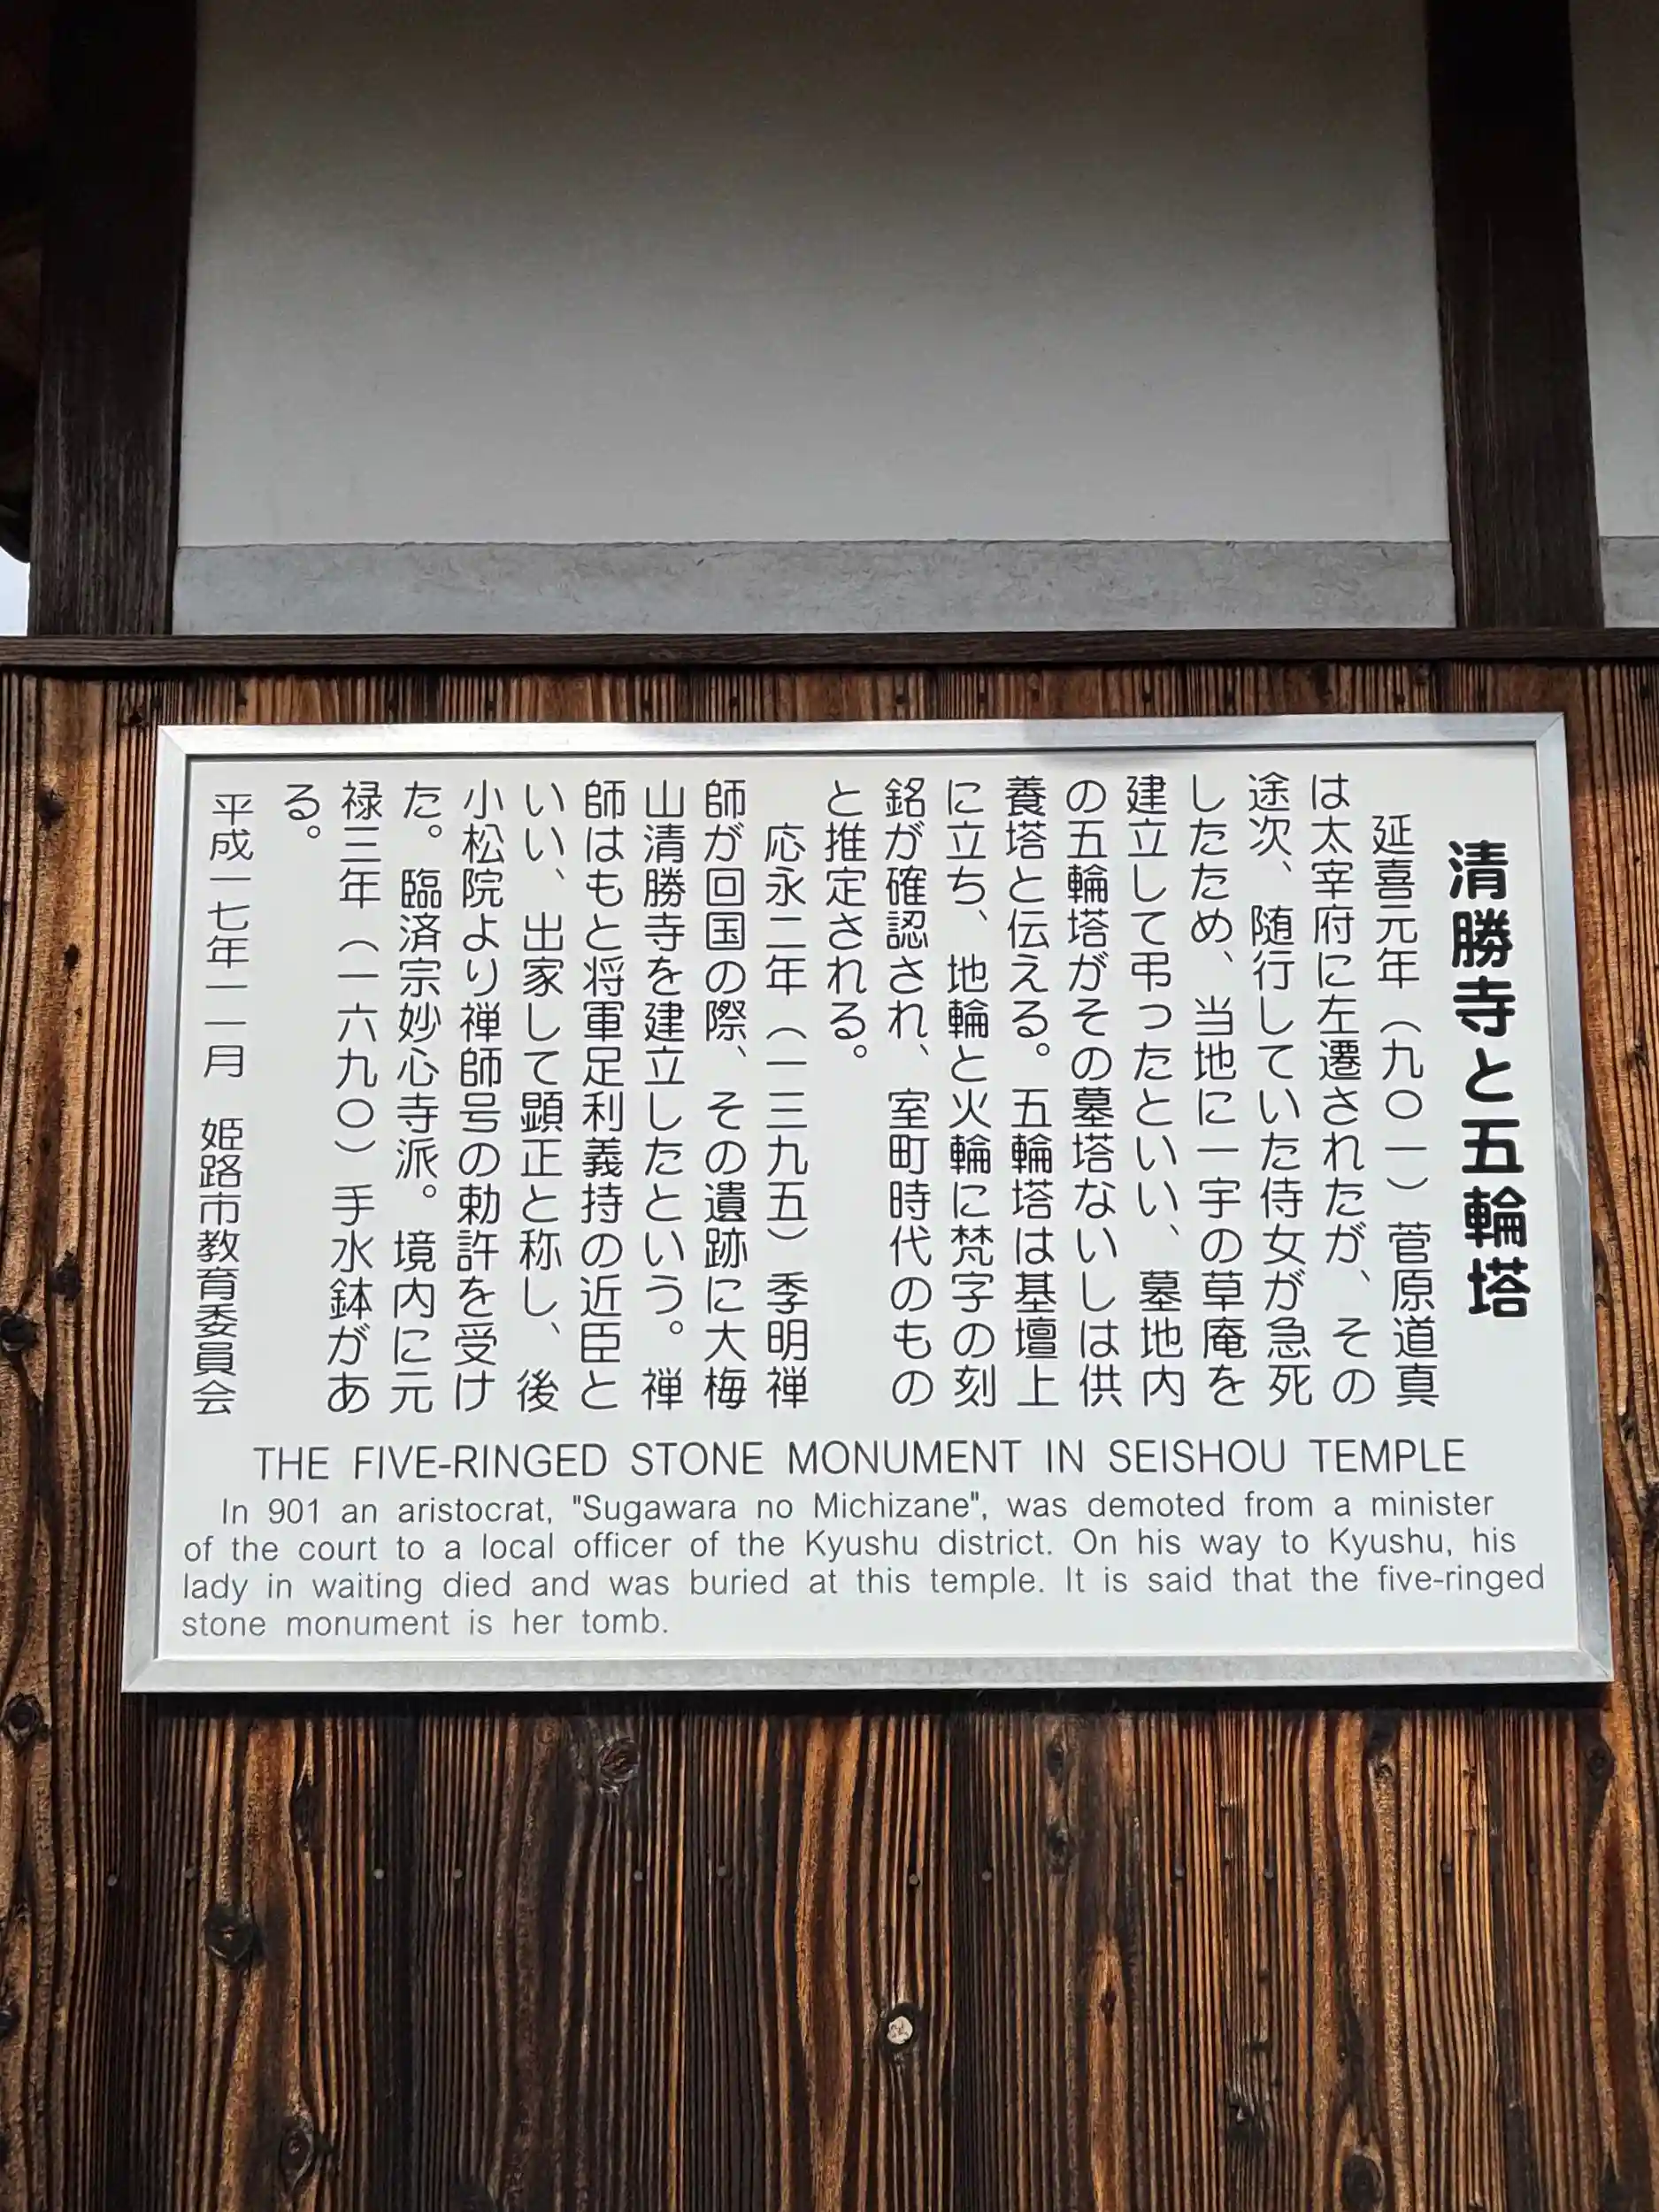 清勝寺と五輪塔
延喜元年（九〇一）菅原道真
は太宰府に左遷されたが、その
途次、随行していた侍女が急死
したため、当地に一宇の草庵を
建立して弔ったといい、墓地内
の五輪塔がその墓塔ないしは供
養塔と伝える。五輪塔は基壇上
に立ち、地輪と火輪に梵字の刻
銘が確認され、室町時代のもの
と推定される。
応永二年（一三九五）季明禅
師が回国の際、その遺跡に大梅
山清勝寺を建立したという。禅
師はもと将軍足利義持の近臣と
いい、出家して顕正と称し、後
小松院より禅師号の勅許を受け
た。臨済宗妙心寺派。境内に元
禄三年（一六九〇）手水鉢があ
る。
平成一七年一一月　姫路市教育委員会
THE FIVE-RINGED STONE MONUMENT IN SEISHOU TEMPLE
In 901 an aristocrat, "Sugawara no Michizane", was demoted from a minister
of the court to a local officer of the Kyushu district. On his way to Kyushu, his
lady in waiting died and was buried at this temple. It is said that the five-ringed
stone monument is her tomb.